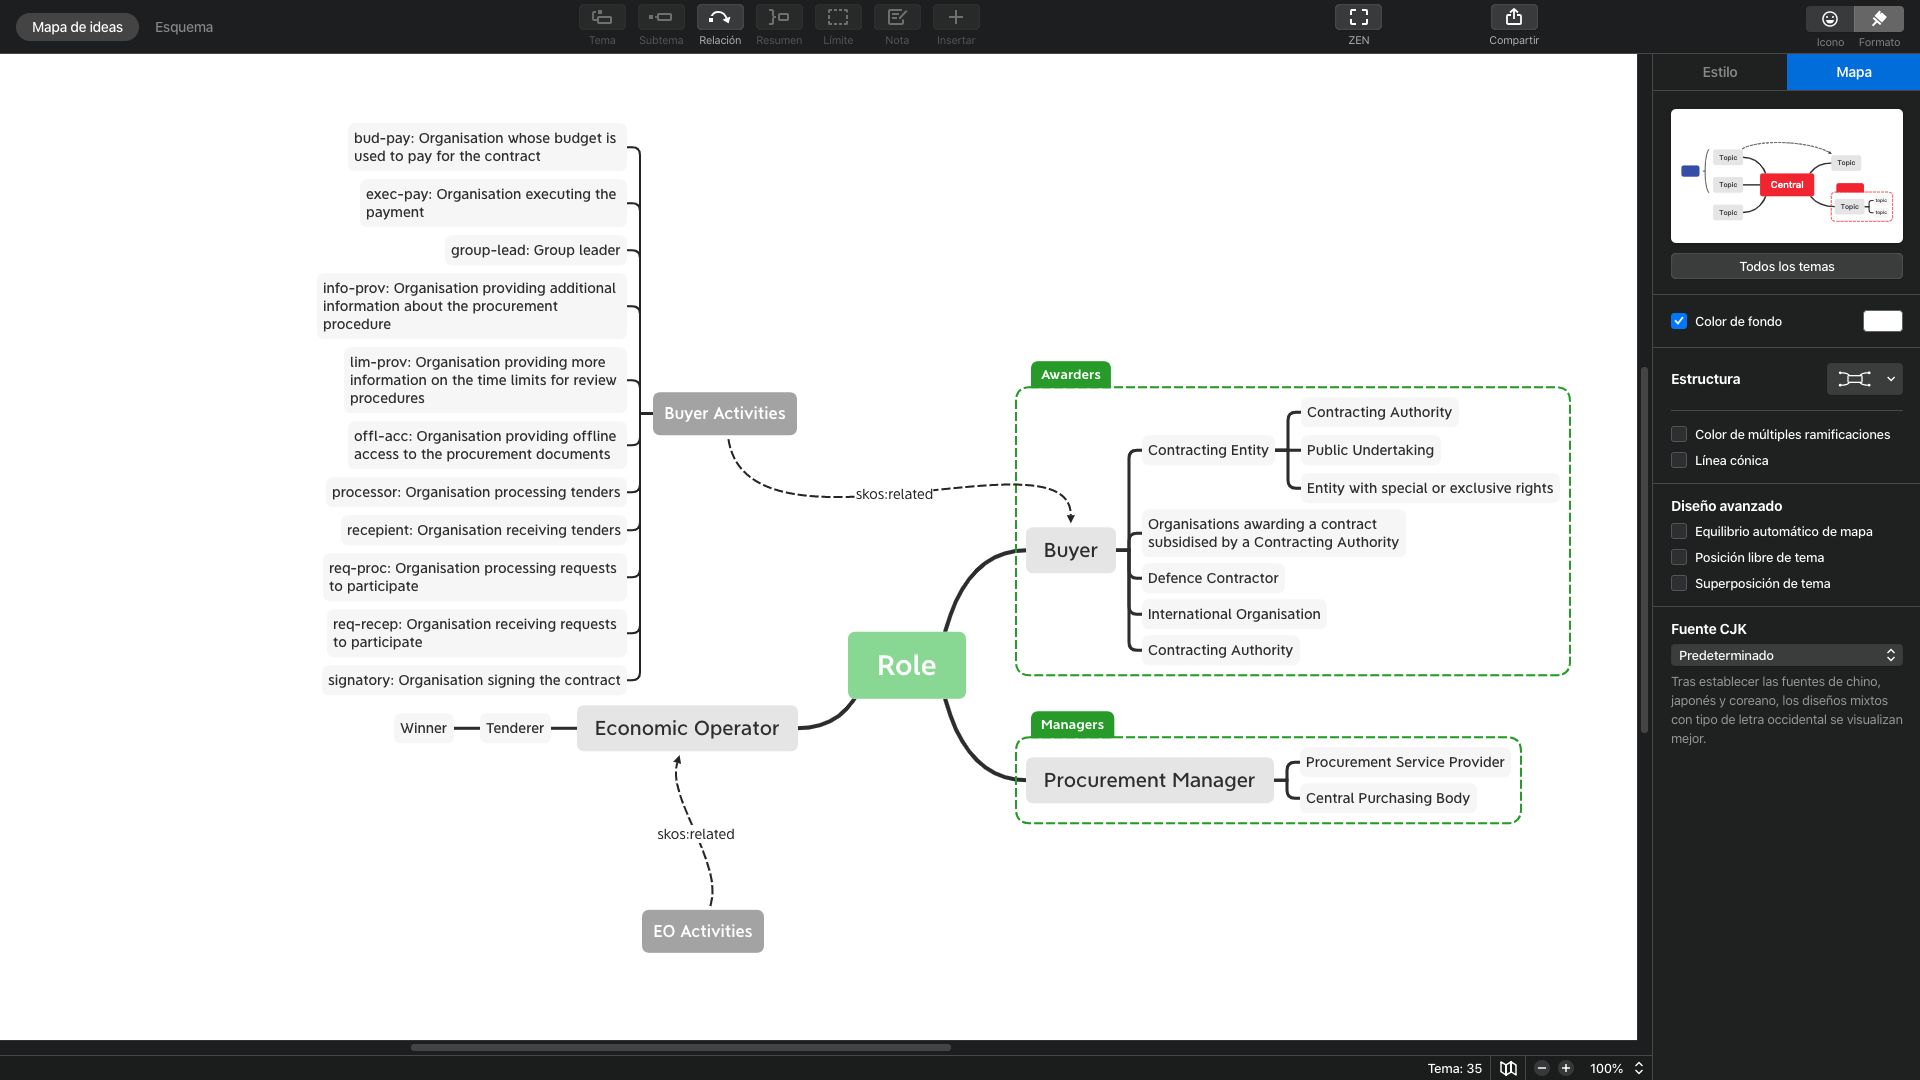 Mapa de ideas
Esquema
Tema
Subtema
Relación
Resumen
Límite
Nota
Insertar
ZEN
Compartir
Icono
Formato
bud-pay: Organisation whose budget is
used to pay for the contract
exec-pay: Organisation executing the
payment
group-lead: Group leader
info-prov: Organisation providing additional
information about the procurement
procedure
lim-prov: Organisation providing more
information on the time limits for review
procedures
offl-acc: Organisation providing offline
access to the procurement documents
processor: Organisation processing tenders
recepient: Organisation receiving tenders
req-proc: Organisation processing requests
to participate
req-recep: Organisation receiving requests
to participate
signatory: Organisation signing the contract
Buyer Activities
skos:related
Winner
Tenderer
Economic Operator
skos:related
EO Activities
Role
Awarders
Buyer
Contracting Entity
Contracting Authority
Public Undertaking
Entity with special or exclusive rights
Organisations awarding a contract
subsidised by a Contracting Authority
Defence Contractor
International Organisation
Contracting Authority
Managers
Procurement Manager
Procurement Service Provider
Central Purchasing Body
Estilo
Mapa
Topic
Topic
Topic
Central
Topic
Topic
topic
topic
Todos los temas
Color de fondo
Estructura
Color de múltiples ramificaciones
Línea cónica
Diseño avanzado
Equilibrio automático de mapa
Posición libre de tema
Superposición de tema
Fuente CJK
Predeterminado
Tras establecer las fuentes de chino,
japonés y coreano, los diseños mixtos
con tipo de letra occidental se visualizan
mejor.
Tema: 35
100%